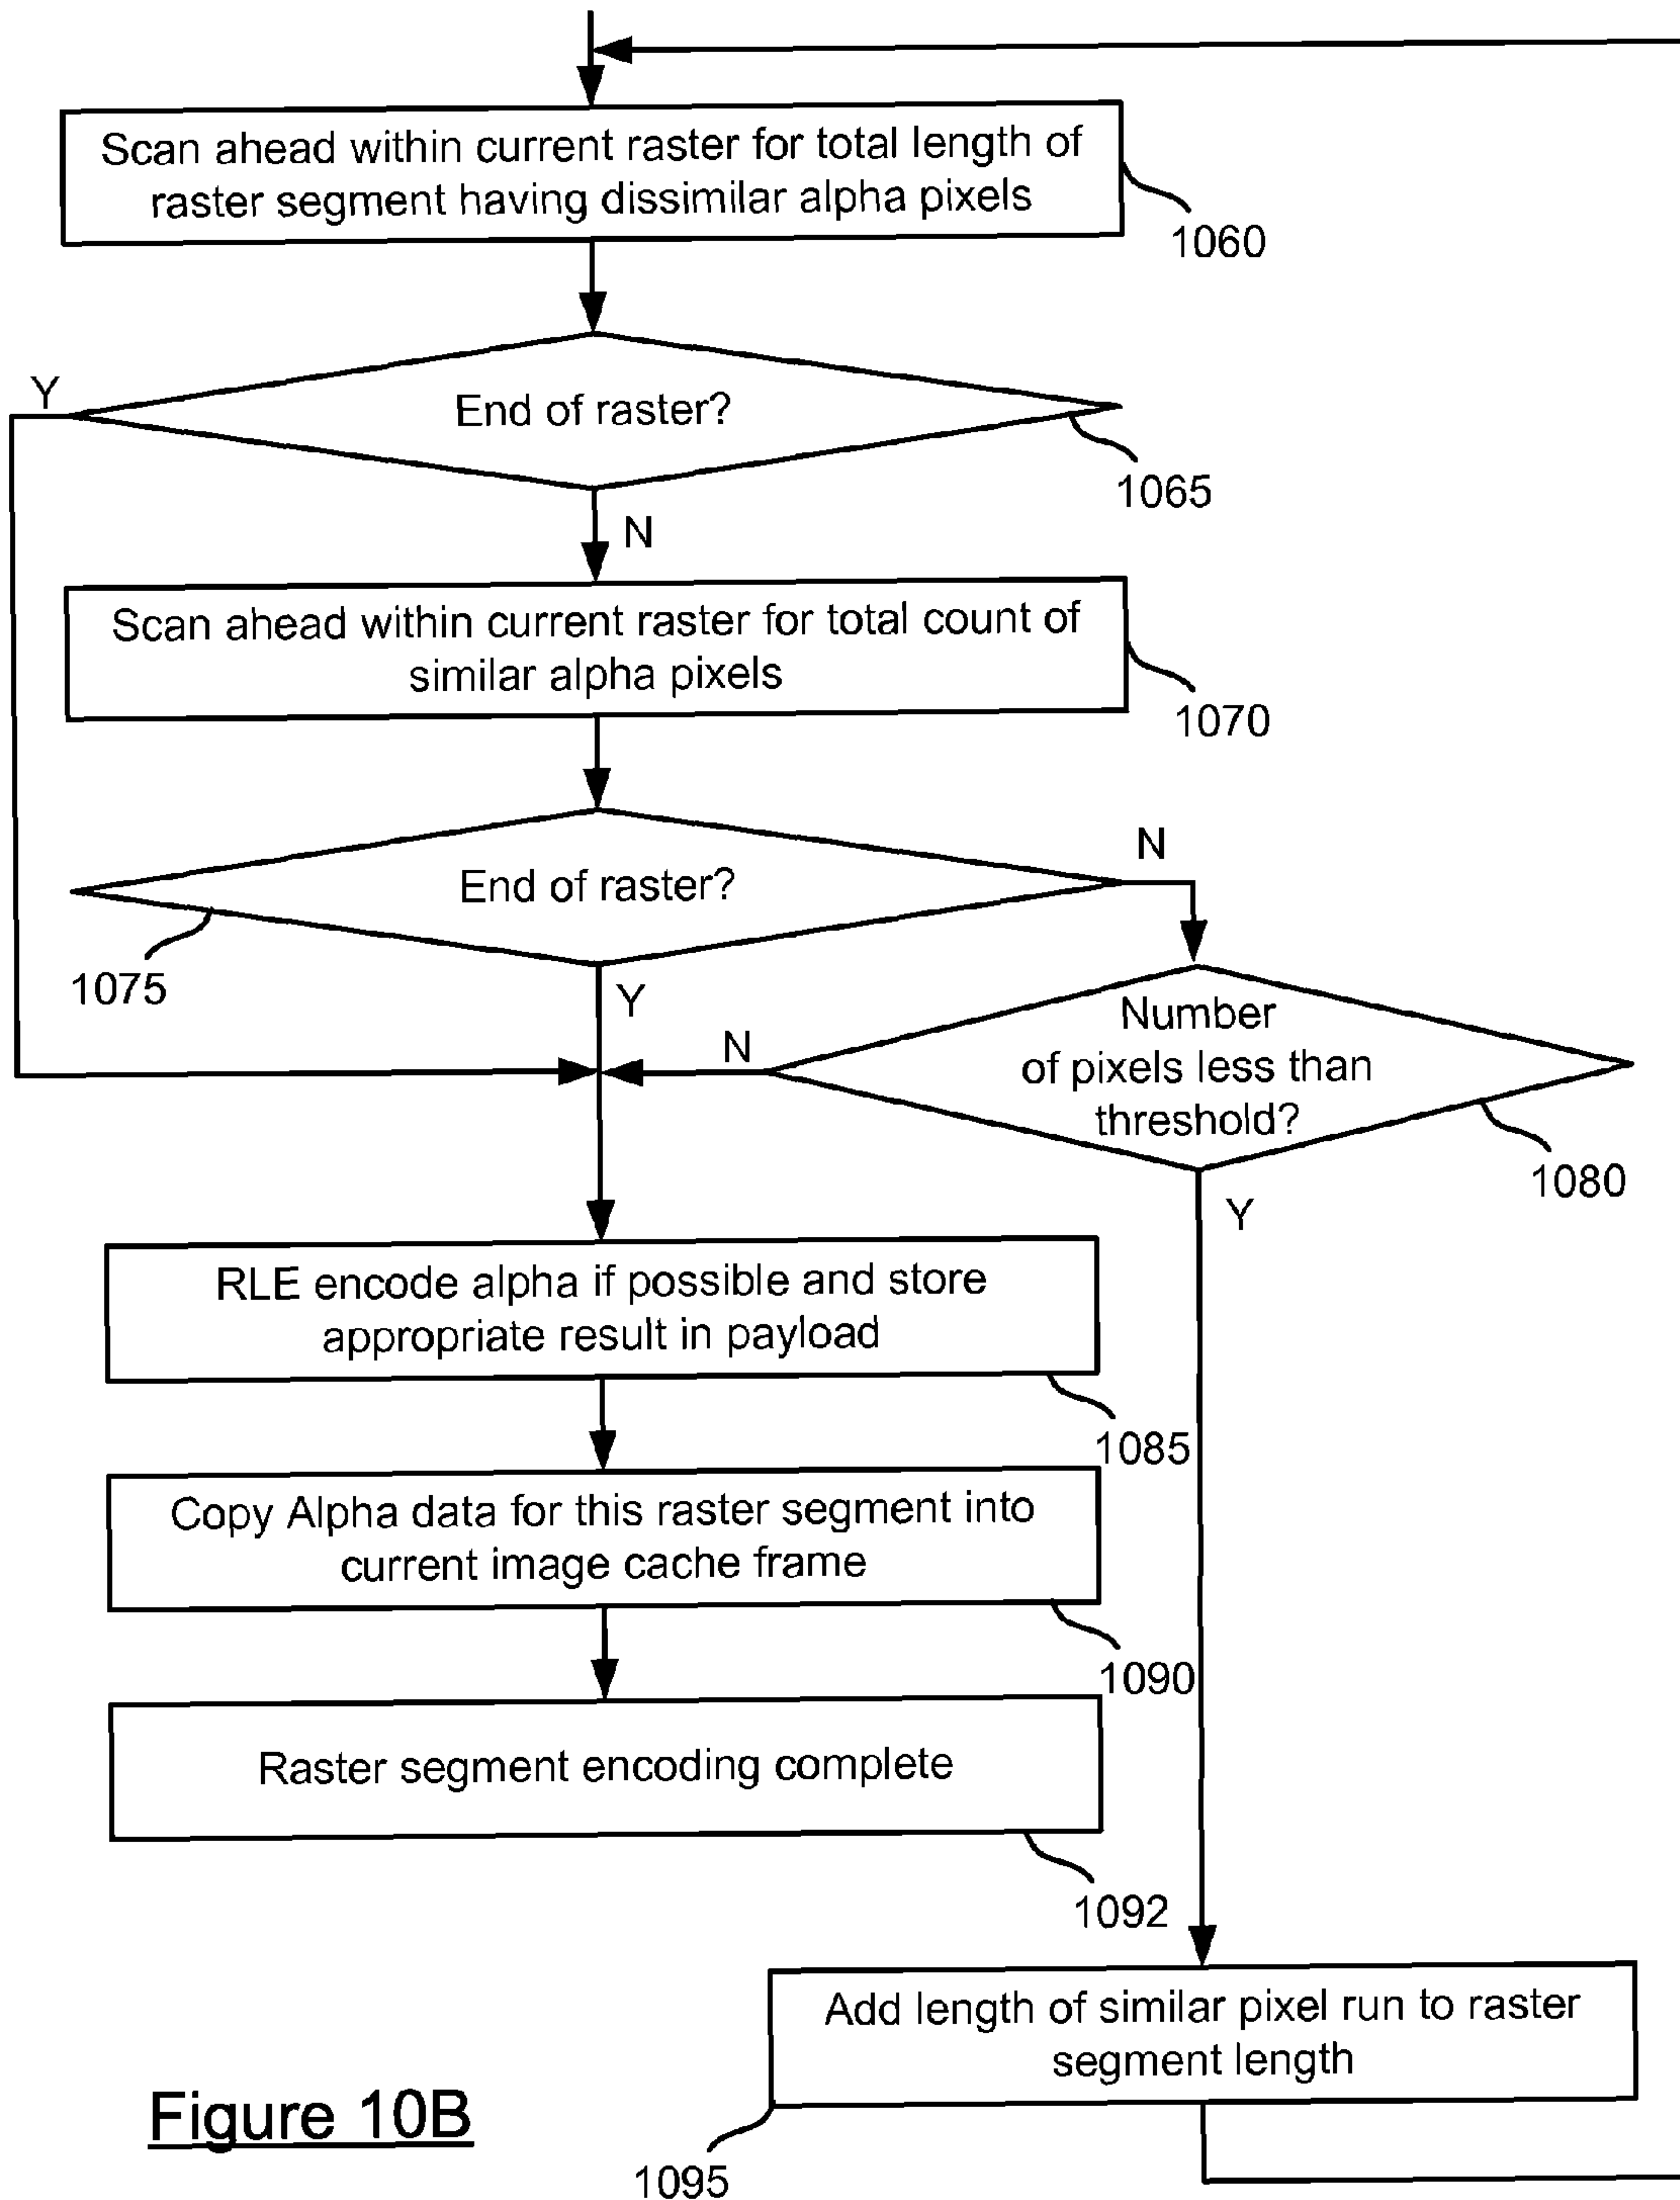 Scan ahead within current raster for total length of
raster segment having dissimilar alpha pixels
1060
Y
End of raster?
1065
N
Scan ahead within current raster for total count of
similar alpha pixels
1070
N
End of raster?
1075
Y
Number
of pixels less than
threshold?
N
1080
Y
RLE encode alpha if possible and store
appropriate result in payload
1085
Copy Alpha data for this raster segment into
current image cache frame
1090
Raster segment encoding complete
1092
Add length of similar pixel run to raster
segment length
1095
Figure 10B